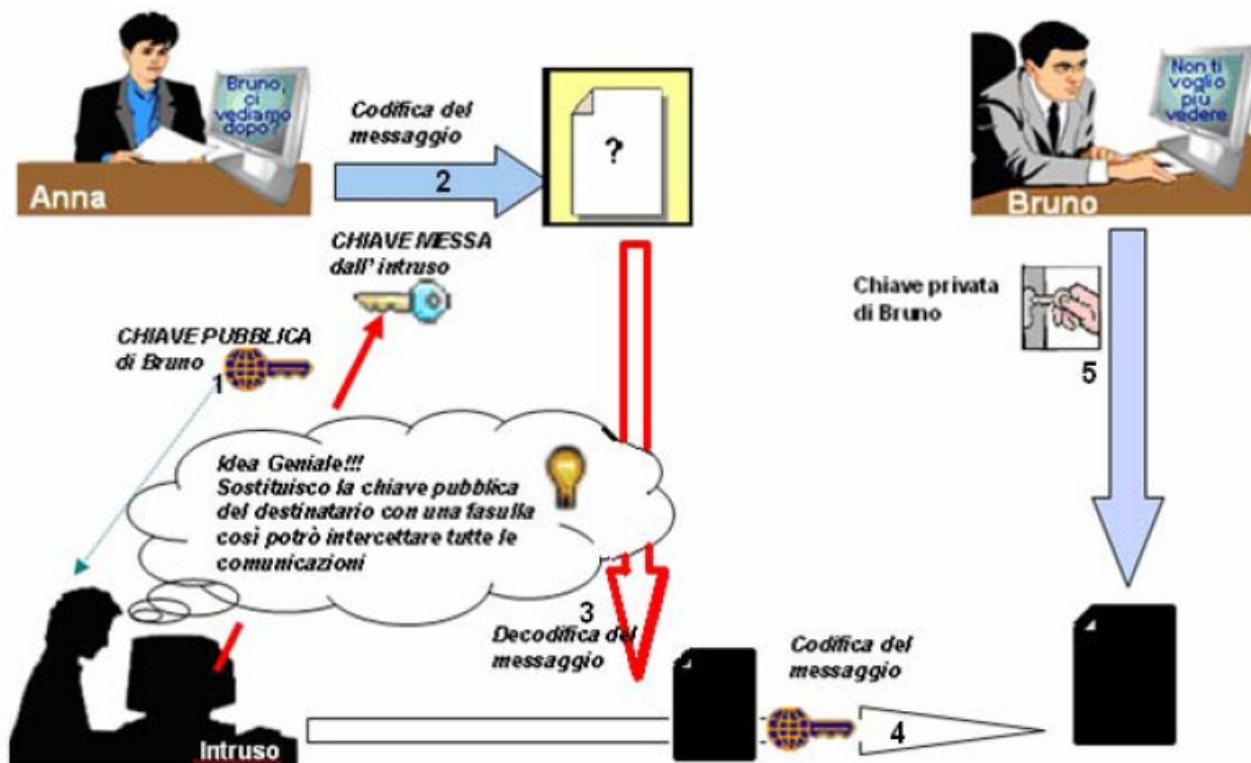 Bruno,
ci
vediamo
dopo?
Anna
Codifica del
messaggio
2
?
Non ti
voglio
più
vedere
Bruno
CHIAVE MESSA
dall' intruso
Chiave privata
di Bruno
5
CHIAVE PUBBLICA
di Bruno
1
Idea Geniale!!!
Sostituisco la chiave pubblica
del destinatario con una fasulla
così potrò intercettare tutte le
comunicazioni
3
Decodifica del
messaggio
Codifica del
messaggio
4
Intruso